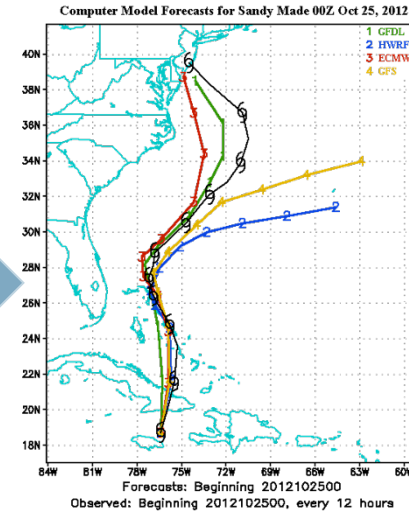 Computer Model Forecasts for Sandy Made 00Z Oct 25, 2012
1 GFDL
2 HWRF
3 ECMW
4 GFS
40N
38N
36N
34N
32N
30N
28N
26N
24N
22N
20N
18N
84W 81W 78W 75W 72W 69W 66W 63W 60W
Forecasts: Beginning 2012102500
Observed: Beginning 2012102500, every 12 hours